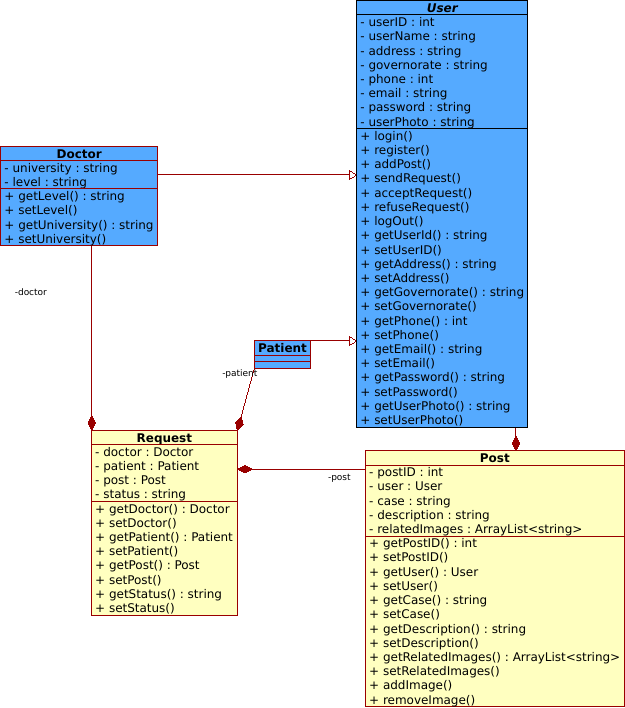 User
- userID : int
- userName : string
- address : string
- governorate : string
- phone : int
- email : string
- password : string
- userPhoto : string
+ login()
+ register()
+ addPost()
+ sendRequest()
+ acceptRequest()
+ refuseRequest()
+ logOut()
+ getUserId() : string
+ setUserID()
+ getAddress() : string
+ setAddress()
+ getGovernorate() : string
+ setGovernorate()
+ getPhone() : int
+ setPhone()
+ getEmail() : string
+ setEmail()
+ getPassword() : string
+ setPassword()
+ getUserPhoto() : string
+ setUserPhoto()
Doctor
- university : string
- level : string
+ getLevel() : string
+ setLevel()
+ getUniversity() : string
+ setUniversity()
-doctor
Patient
-patient
Request
- doctor : Doctor
- patient : Patient
- post : Post
- status : string
+ getDoctor() : Doctor
+ setDoctor()
+ getPatient() : Patient
+ setPatient()
+ getPost() : Post
+ setPost()
+ getStatus() : string
+ setStatus()
-post
Post
- postID : int
- user : User
- case : string
- description : string
- relatedImages : ArrayList<string>
+ getPostID() : int
+ setPostID()
+ getUser() : User
+ setUser()
+ getCase() : string
+ setCase()
+ getDescription() : string
+ setDescription()
+ getRelatedImages() : ArrayList<string>
+ setRelatedImages()
+ addImage()
+ removeImage()